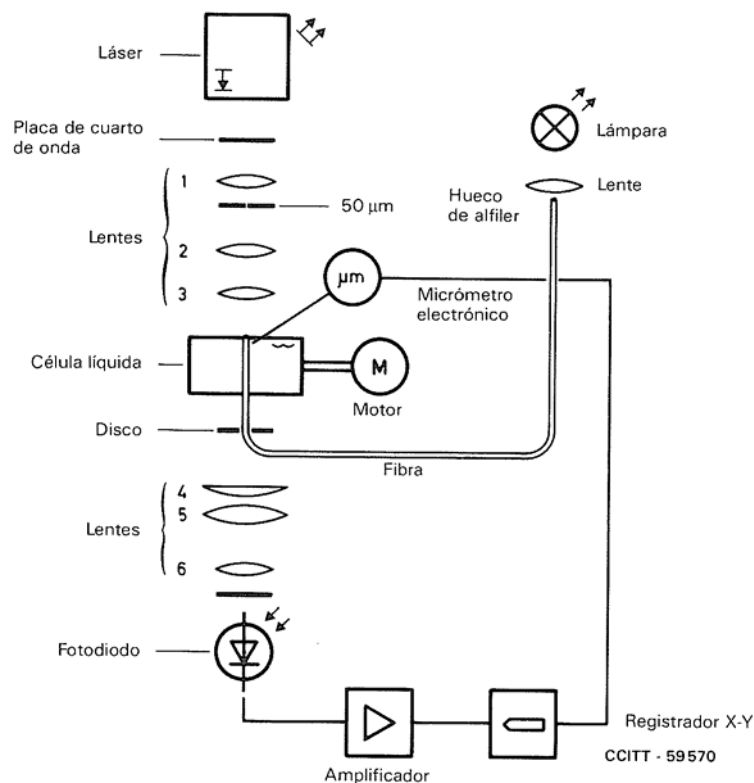 Láser
Placa de cuarto
de onda
1
50 µm
Lentes
2
3
Lámpara
Lente
Hueco
de alfiler
µm
Micrómetro
electrónico
Célula líquida
M
Motor
Disco
Fibra
4
5
Lentes
6
Fotodiodo
Registrador X-Y
CCITT - 59570
Amplificador